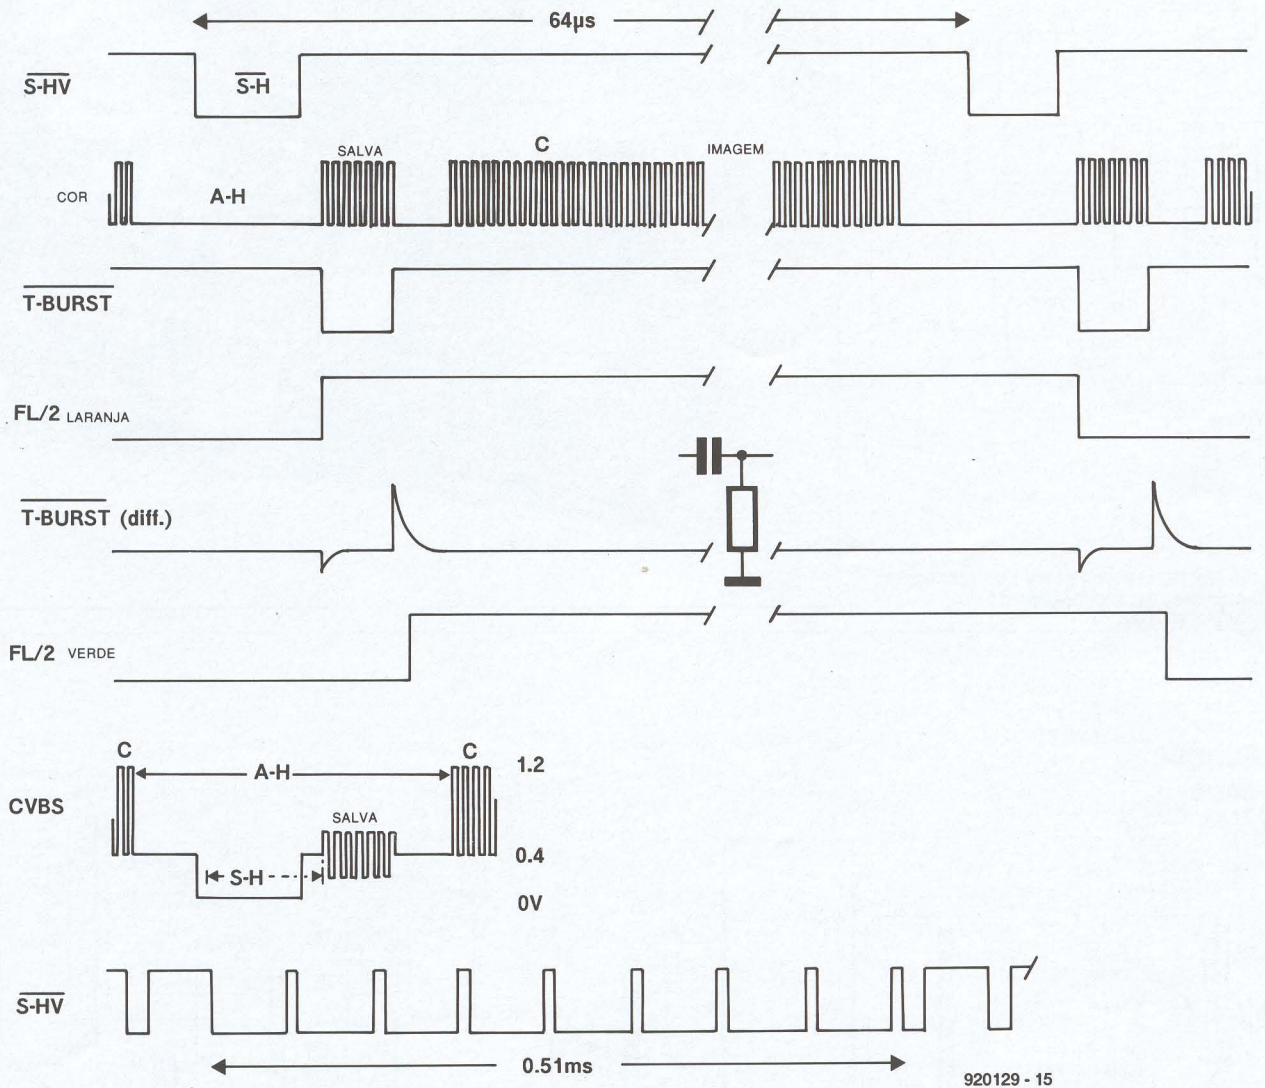 64µs
S-HV
S-H
SALVA
C
IMAGEM
COR
A-H
T-BURST
FL/2 LARANJA
T-BURST (diff.)
FL/2 VERDE
C
A-H
C
1.2
CVBS
SALVA
0.4
S-H
0V
S-HV
0.51ms
920129 - 15